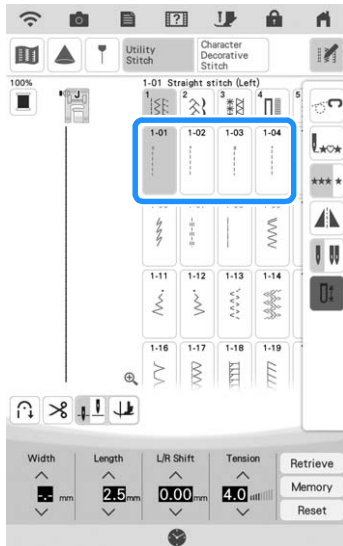 Utility
Stitch
Character
Decorative
Stitch
100%
1-01 Straight stitch (Left)
J
1 2 3 4 5
1-01 1-02 1-03 1-04
1-11 1-12 1-13 1-14
1-16 1-17 1-18 1-19
Width Length L/R Shift Tension
-.- mm 2.5 mm 0.00 mm 4.0
Retrieve
Memory
Reset